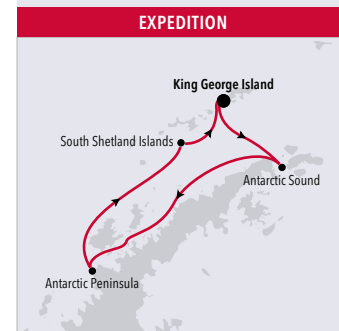 EXPEDITION
King George Island
South Shetland Islands
Antarctic Sound
Antarctic Peninsula